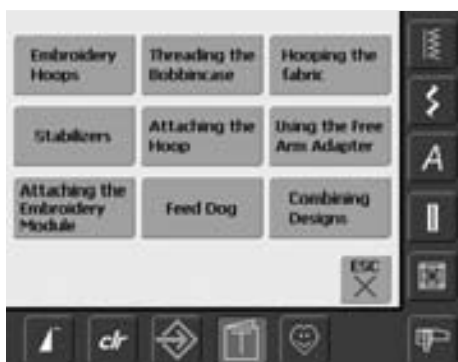 Embroidery
Hoops
Threading the
Bobbincase
Hooping the
fabric
Stabilizers
Attaching the
Hoop
Using the Free
Arm Adapter
Attaching the
Embroidery
Module
Feed Dog
Combining
Designs
ESC
A
clr